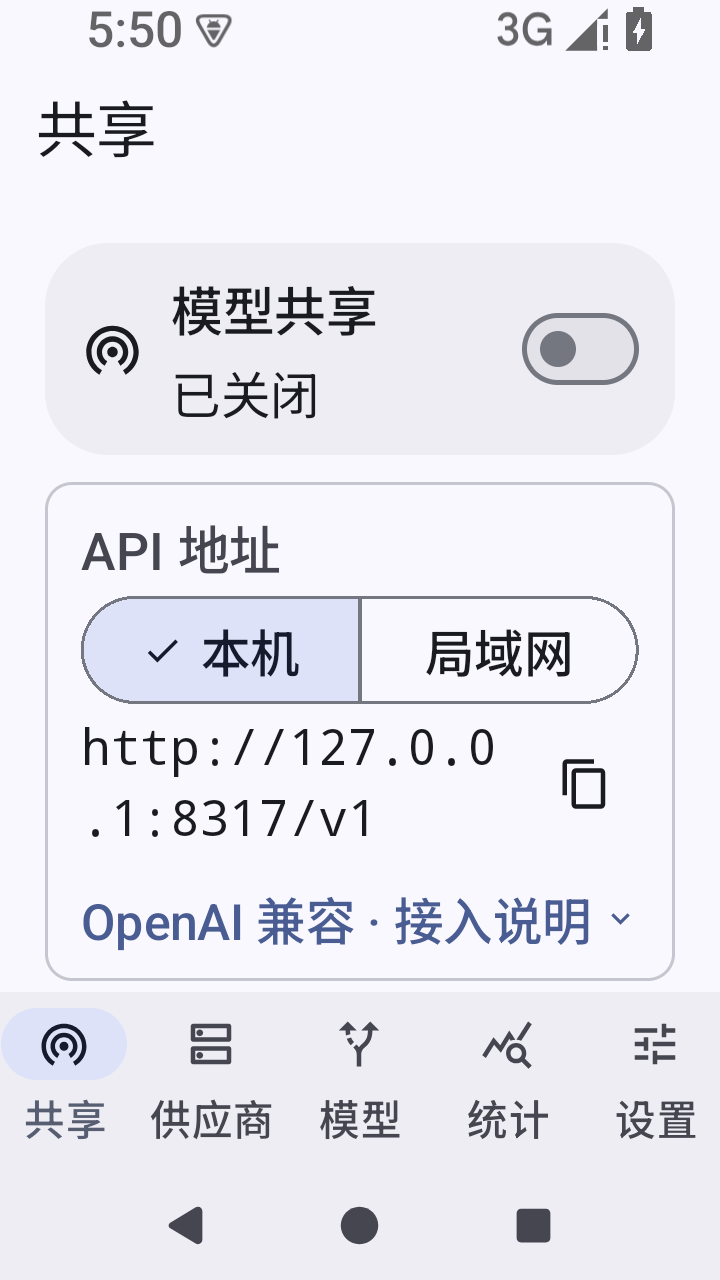 5:50
3G
共享
模型共享
已关闭
API 地址
本机
局域网
http://127.0.0
.1:8317/v1
OpenAI 兼容 · 接入说明
共享
供应商
模型
统计
设置